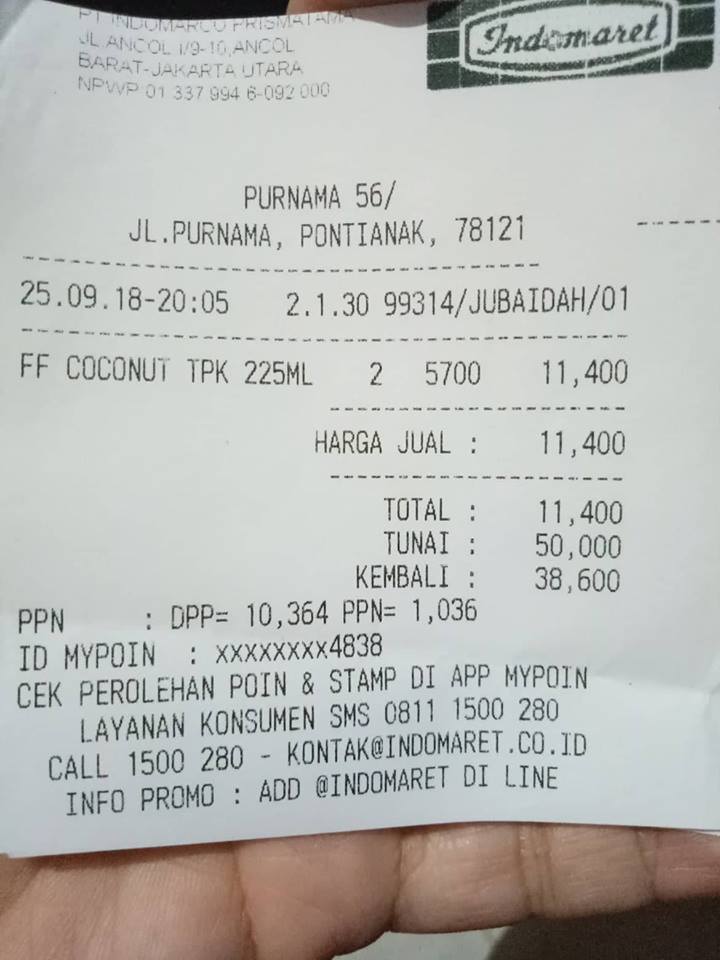 PT INDOMARCO PRISMATAMA
JL.ANCOL 1/9-10,ANCOL
BARAT-JAKARTA UTARA
NPWP 01 337 994 6-092 000
Indomaret
PURNAMA 56/
JL.PURNAMA, PONTIANAK, 78121
25.09.18-20:05 2.1.30 99314/JUBAIDAH/01
FF COCONUT TPK 225ML 2 5700 11,400
HARGA JUAL : 11,400
TOTAL : 11,400
TUNAI : 50,000
KEMBALI : 38,600
PPN : DPP= 10,364 PPN= 1,036
ID MYPOIN : xxxxxxxx4838
CEK PEROLEHAN POIN & STAMP DI APP MYPOIN
LAYANAN KONSUMEN SMS 0811 1500 280
CALL 1500 280 - KONTAK@INDOMARET.CO.ID
INFO PROMO : ADD @INDOMARET DI LINE